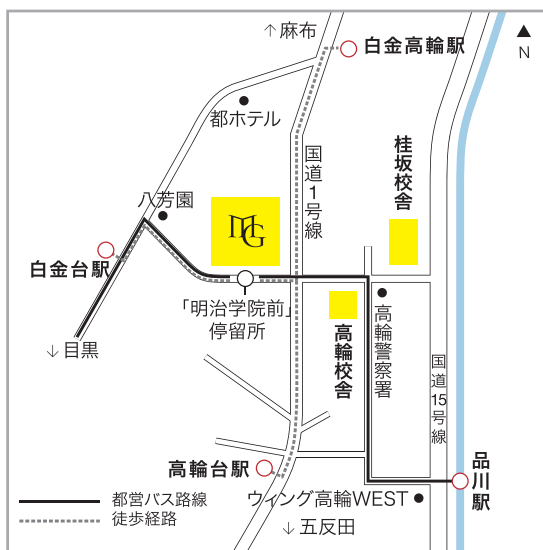 ↑麻布
白金高輪駅
N
都ホテル
国道1号線
桂坂校舎
八芳園
MG
白金台駅
「明治学院前」
停留所
高輪校舎
高輪警察署
↓目黒
国道15号線
高輪台駅
品川駅
ウィング高輪WEST
都営バス路線
徒歩経路
↓五反田